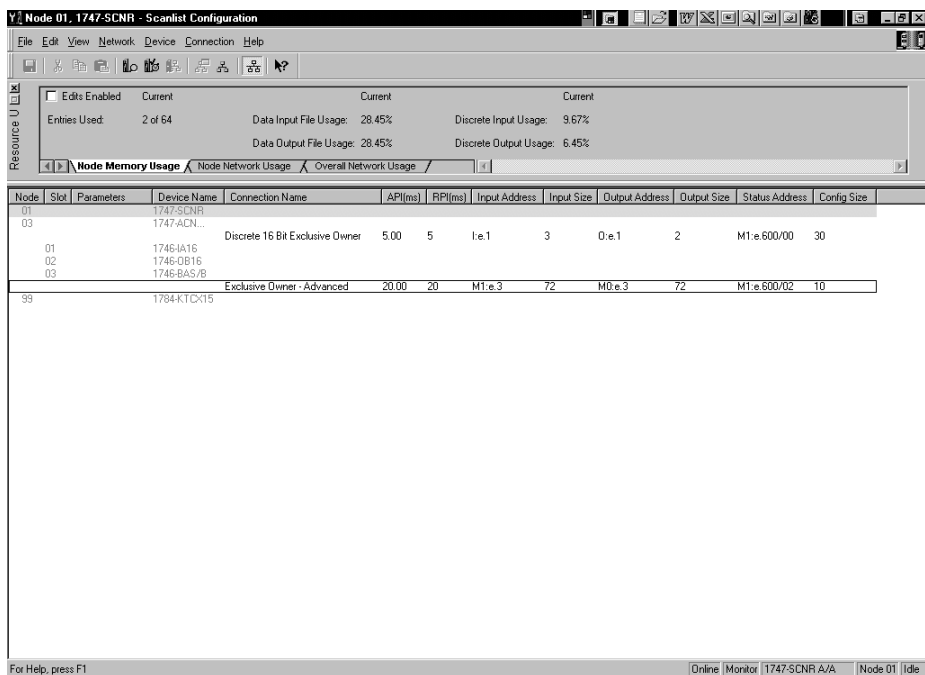 Node 01, 1747-SCNR - Scanlist Configuration
File Edit View Network Device Connection Help
Resource U
Edits Enabled Current Current Current
Entries Used: 2 of 64 Data Input File Usage: 28.45% Discrete Input Usage: 9.67%
Data Output File Usage: 28.45% Discrete Output Usage: 6.45%
Node Memory Usage Node Network Usage Overall Network Usage
Node Slot Parameters Device Name Connection Name API(ms) RPI(ms) Input Address Input Size Output Address Output Size Status Address Config Size
01 1747-SCNR
03 1747-ACN...
Discrete 16 Bit Exclusive Owner 5.00 5 I:e.1 3 O:e.1 2 M1:e.600/00 30
01 1746-IA16
02 1746-OB16
03 1746-BAS/B
Exclusive Owner - Advanced 20.00 20 M1:e.3 72 M0:e.3 72 M1:e.600/02 10
99 1784-KTCX15
For Help, press F1 Online Monitor 1747-SCNR A/A Node 01 Idle